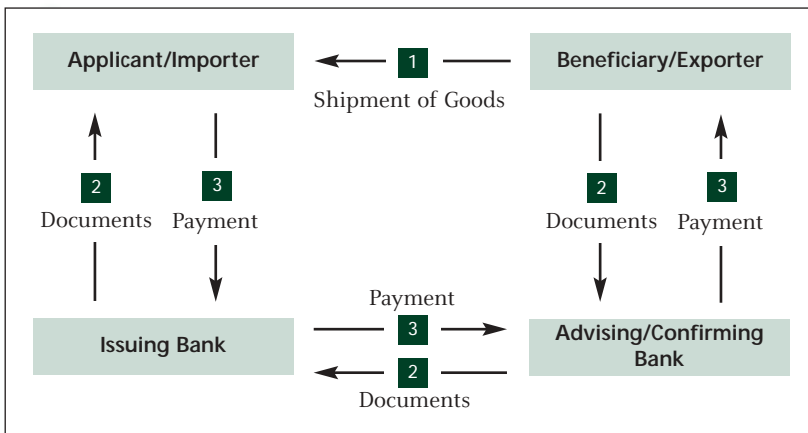 Applicant/Importer
1
Beneficiary/Exporter
Shipment of Goods
2
3
2
3
Documents
Payment
Documents
Payment
Payment
Issuing Bank
3
Advising/Confirming
Bank
2
Documents